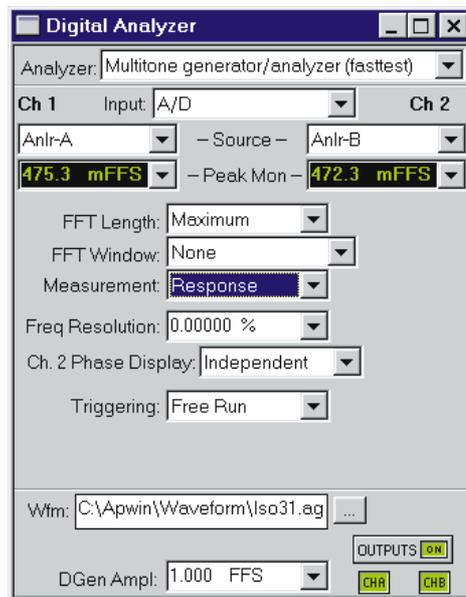 Digital Analyzer
Analyzer: Multitone generator/analyzer (fasttest)
Ch 1 Input: A/D Ch 2
Anlr-A – Source – Anlr-B
475.3 mFFS – Peak Mon – 472.3 mFFS
FFT Length: Maximum
FFT Window: None
Measurement: Response
Freq Resolution: 0.00000 %
Ch. 2 Phase Display: Independent
Triggering: Free Run
Wfm: C:\Apwin\Waveform\Iso31.ag ...
OUTPUTS ON
DGen Ampl: 1.000 FFS CHA CHB